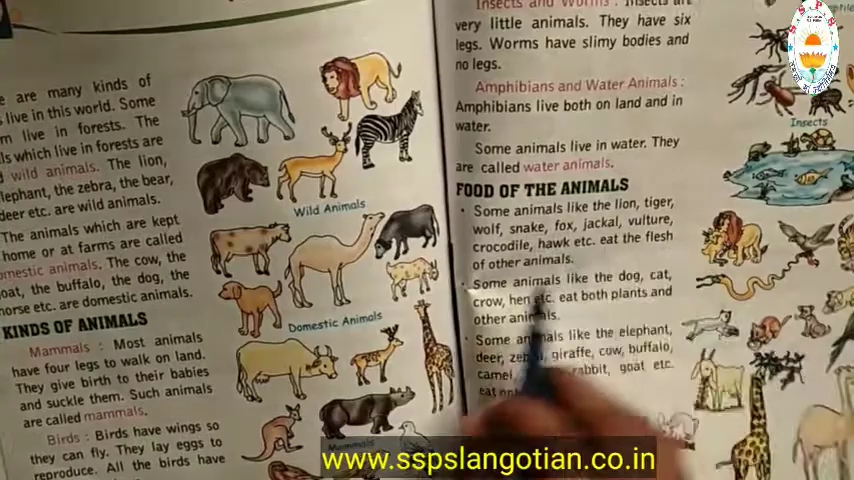 e are many kinds of
s live in this world. Some
m live in forests. The
ls which live in forests are
d wild animals. The lion,
lephant, the zebra, the bear,
deer etc. are wild animals.
The animals which are kept
home or at farms are called
omestic animals. The cow, the
oat, the buffalo, the dog, the
orse etc. are domestic animals.
KINDS OF ANIMALS
Mammals : Most animals
have four legs to walk on land.
They give birth to their babies
and suckle them. Such animals
are called mammals.
Birds : Birds have wings so
they can fly. They lay eggs to
reproduce. All the birds have
Wild Animals
Domestic Animals
Mammals
Insects and Worms : Insects are
very little animals. They have six
legs. Worms have slimy bodies and
no legs.
Amphibians and Water Animals :
Amphibians live both on land and in
water.
Some animals live in water. They
are called water animals.
FOOD OF THE ANIMALS
• Some animals like the lion, tiger,
wolf, snake, fox, jackal, vulture,
crocodile, hawk etc. eat the flesh
of other animals.
• Some animals like the dog, cat,
crow, hen etc. eat both plants and
other animals.
• Some animals like the elephant,
deer, zebra, giraffe, cow, buffalo,
camel, rabbit, goat etc.
eat
Insects
www.sspslangotian.co.in